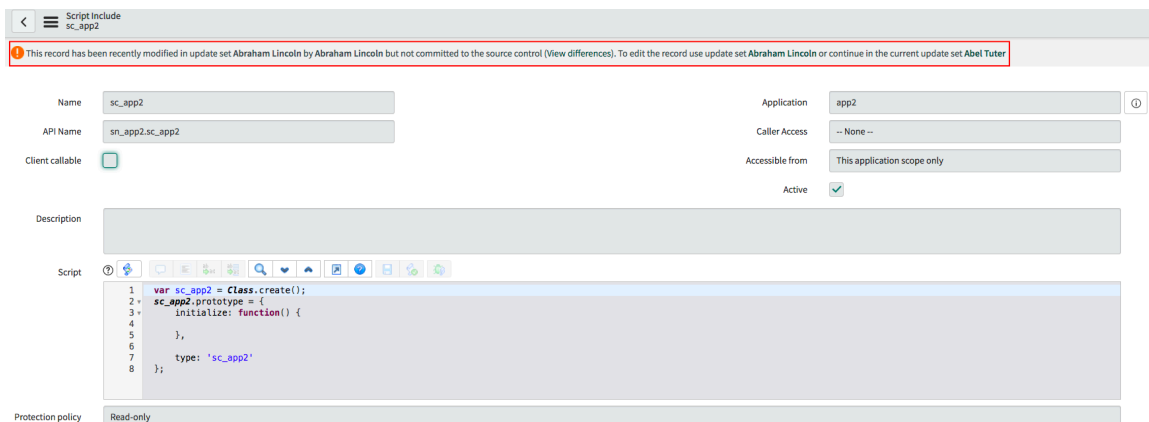 Script Include
sc_app2
This record has been recently modified in update set Abraham Lincoln by Abraham Lincoln but not committed to the source control (View differences). To edit the record use update set Abraham Lincoln or continue in the current update set Abel Tuter
Name sc_app2
Application app2
API Name sn_app2.sc_app2
Caller Access -- None --
Client callable
Accessible from This application scope only
Active
Description
Script
1 var sc_app2 = Class.create();
2 sc_app2.prototype = {
3 initialize: function() {
4
5 },
6
7 type: 'sc_app2'
8 };
Protection policy Read-only